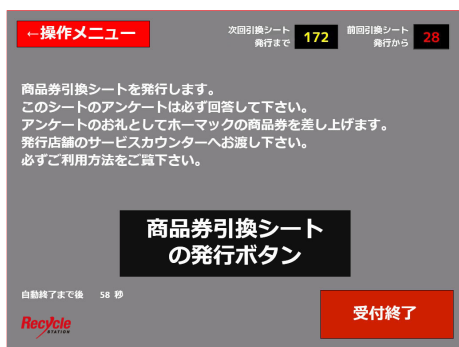 ←操作メニュー
次回引換シート
発行まで
172
前回引換シート
発行から
28
商品券引換シートを発行します。
このシートのアンケートは必ず回答して下さい。
アンケートのお礼としてホーマックの商品券を差し上げます。
発行店舗のサービスカウンターへお渡し下さい。
必ずご利用方法をご覧下さい。
商品券引換シート
の発行ボタン
自動終了まで後 58 秒
Recycle
STATION
受付終了